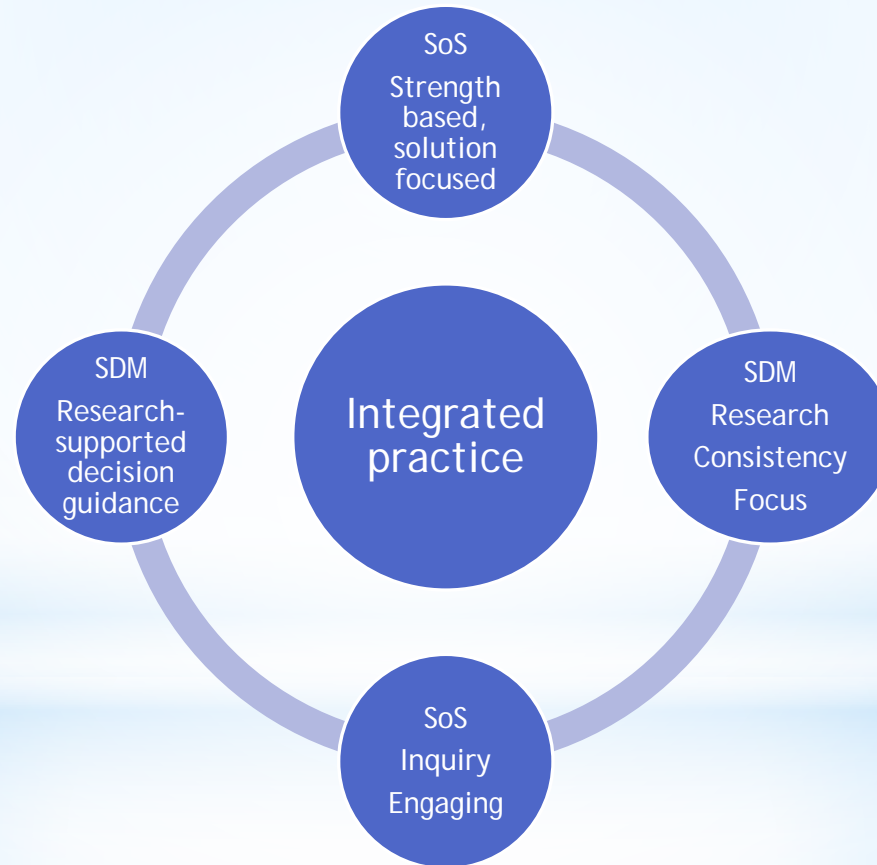 SoS
Strength
based,
solution
focused
SDM
Research-
supported
decision
guidance
Integrated
practice
SDM
Research
Consistency
Focus
SoS
Inquiry
Engaging